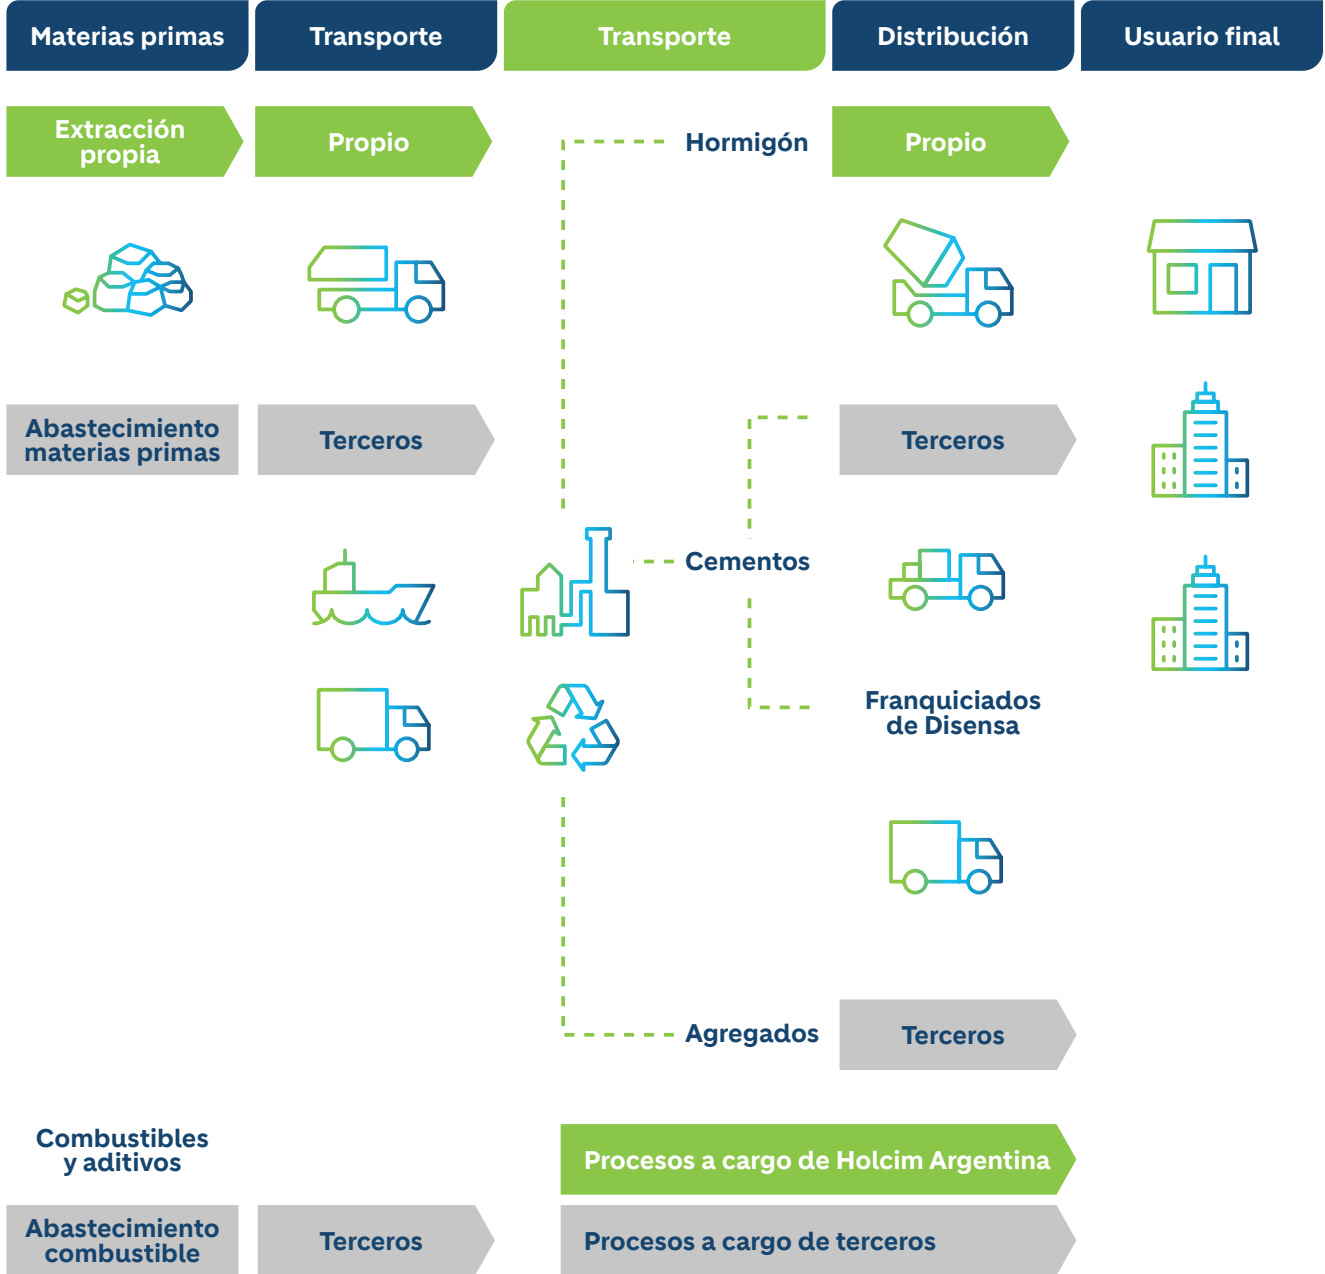 Materias primas
Transporte
Transporte
Distribución
Usuario final
Extracción
propia
Propio
Hormigón
Propio
Abastecimiento
materias primas
Terceros
Terceros
Cementos
Franquiciados
de Disensa
Agregados
Terceros
Combustibles
y aditivos
Procesos a cargo de Holcim Argentina
Abastecimiento
combustible
Terceros
Procesos a cargo de terceros